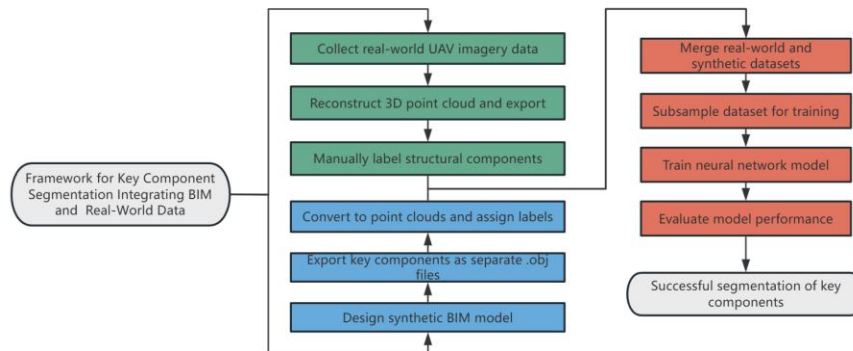 Framework for Key Component
Segmentation Integrating BIM
and Real-World Data
Collect real-world UAV imagery data
Reconstruct 3D point cloud and export
Manually label structural components
Convert to point clouds and assign labels
Export key components as separate .obj
files
Design synthetic BIM model
Merge real-world and
synthetic datasets
Subsample dataset for training
Train neural network model
Evaluate model performance
Successful segmentation of key
components